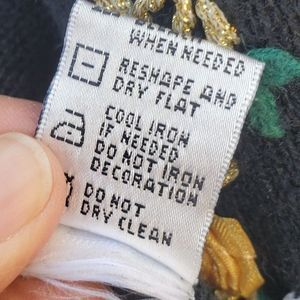 WHEN NEEDED
RESHAPE AND
DRY FLAT
COOL IRON
IF NEEDED
DO NOT IRON
DECORATION
DO NOT
DRY CLEAN